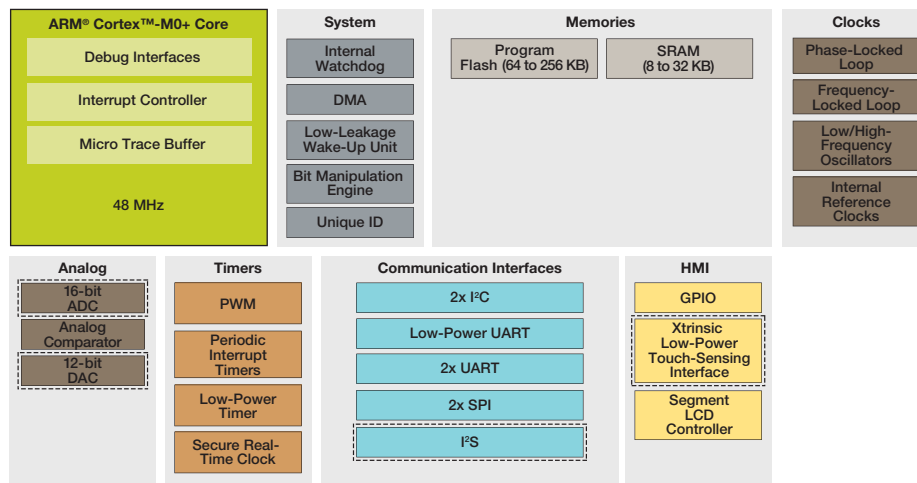 ARM® Cortex™-M0+ Core
Debug Interfaces
Interrupt Controller
Micro Trace Buffer
48 MHz
System
Internal
Watchdog
DMA
Low-Leakage
Wake-Up Unit
Bit Manipulation
Engine
Unique ID
Memories
Program
Flash (64 to 256 KB)
SRAM
(8 to 32 KB)
Clocks
Phase-Locked
Loop
Frequency-
Locked Loop
Low/High-
Frequency
Oscillators
Internal
Reference
Clocks
Analog
16-bit
ADC
Analog
Comparator
12-bit
DAC
Timers
PWM
Periodic
Interrupt
Timers
Low-Power
Timer
Secure Real-
Time Clock
Communication Interfaces
2x I²C
Low-Power UART
2x UART
2x SPI
I²S
HMI
GPIO
Xtrinsic
Low-Power
Touch-Sensing
Interface
Segment
LCD
Controller